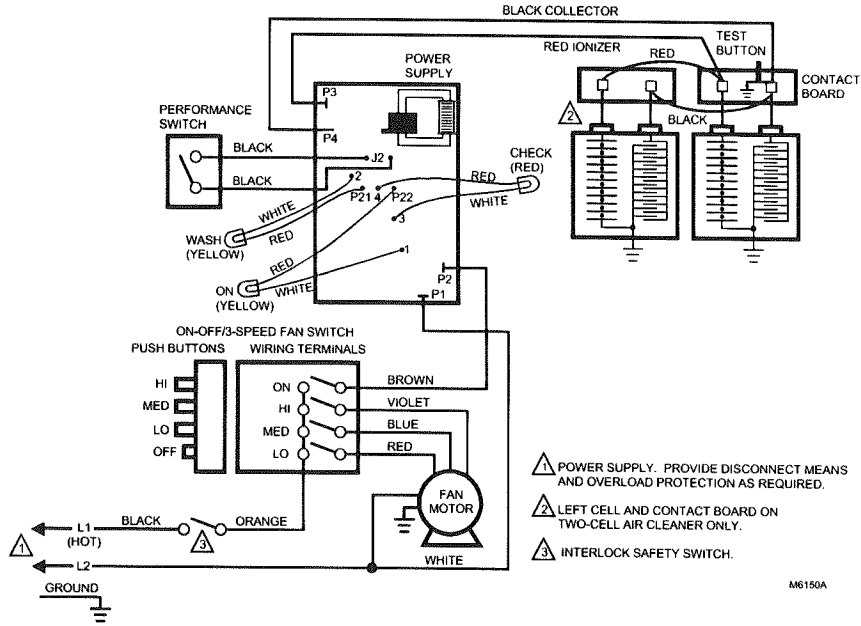 BLACK COLLECTOR
RED IONIZER
RED
TEST
BUTTON
CONTACT
BOARD
BLACK
2
POWER
SUPPLY
P3
P4
PERFORMANCE
SWITCH
BLACK
J2
BLACK
2
P21
4
P22
3
1
RED
WHITE
CHECK
(RED)
WHITE
RED
WASH
(YELLOW)
RED
WHITE
ON
(YELLOW)
P2
P1
ON-OFF/3-SPEED FAN SWITCH
PUSH BUTTONS
WIRING TERMINALS
HI
MED
LO
OFF
ON
HI
MED
LO
BROWN
VIOLET
BLUE
RED
FAN
MOTOR
L1
(HOT)
BLACK
3
ORANGE
1
L2
WHITE
GROUND
1 POWER SUPPLY. PROVIDE DISCONNECT MEANS
AND OVERLOAD PROTECTION AS REQUIRED.
2 LEFT CELL AND CONTACT BOARD ON
TWO-CELL AIR CLEANER ONLY.
3 INTERLOCK SAFETY SWITCH.
M6150A